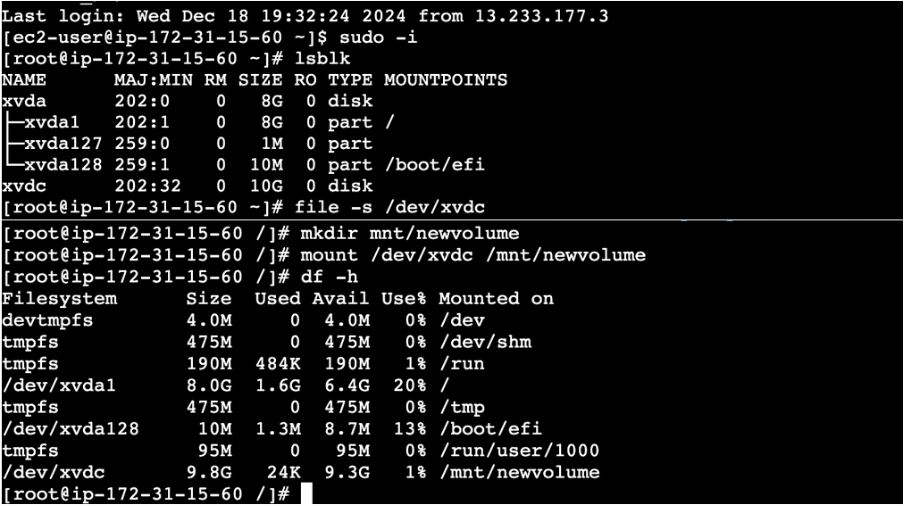 Last login: Wed Dec 18 19:32:24 2024 from 13.233.177.3
[ec2-user@ip-172-31-15-60 ~]$ sudo -i
[root@ip-172-31-15-60 ~]# lsblk
NAME      MAJ:MIN RM SIZE RO TYPE MOUNTPOINTS
xvda      202:0    0   8G  0 disk
├─xvda1   202:1    0   8G  0 part /
├─xvda127 259:0    0   1M  0 part
└─xvda128 259:1    0  10M  0 part /boot/efi
xvdc      202:32   0  10G  0 disk
[root@ip-172-31-15-60 ~]# file -s /dev/xvdc
[root@ip-172-31-15-60 /]# mkdir mnt/newvolume
[root@ip-172-31-15-60 /]# mount /dev/xvdc /mnt/newvolume
[root@ip-172-31-15-60 /]# df -h
Filesystem      Size  Used Avail Use% Mounted on
devtmpfs        4.0M     0  4.0M   0% /dev
tmpfs           475M     0  475M   0% /dev/shm
tmpfs           190M  484K  190M   1% /run
/dev/xvda1      8.0G  1.6G  6.4G  20% /
tmpfs           475M     0  475M   0% /tmp
/dev/xvda128     10M  1.3M  8.7M  13% /boot/efi
tmpfs            95M     0   95M   0% /run/user/1000
/dev/xvdc       9.8G   24K  9.3G   1% /mnt/newvolume
[root@ip-172-31-15-60 /]#